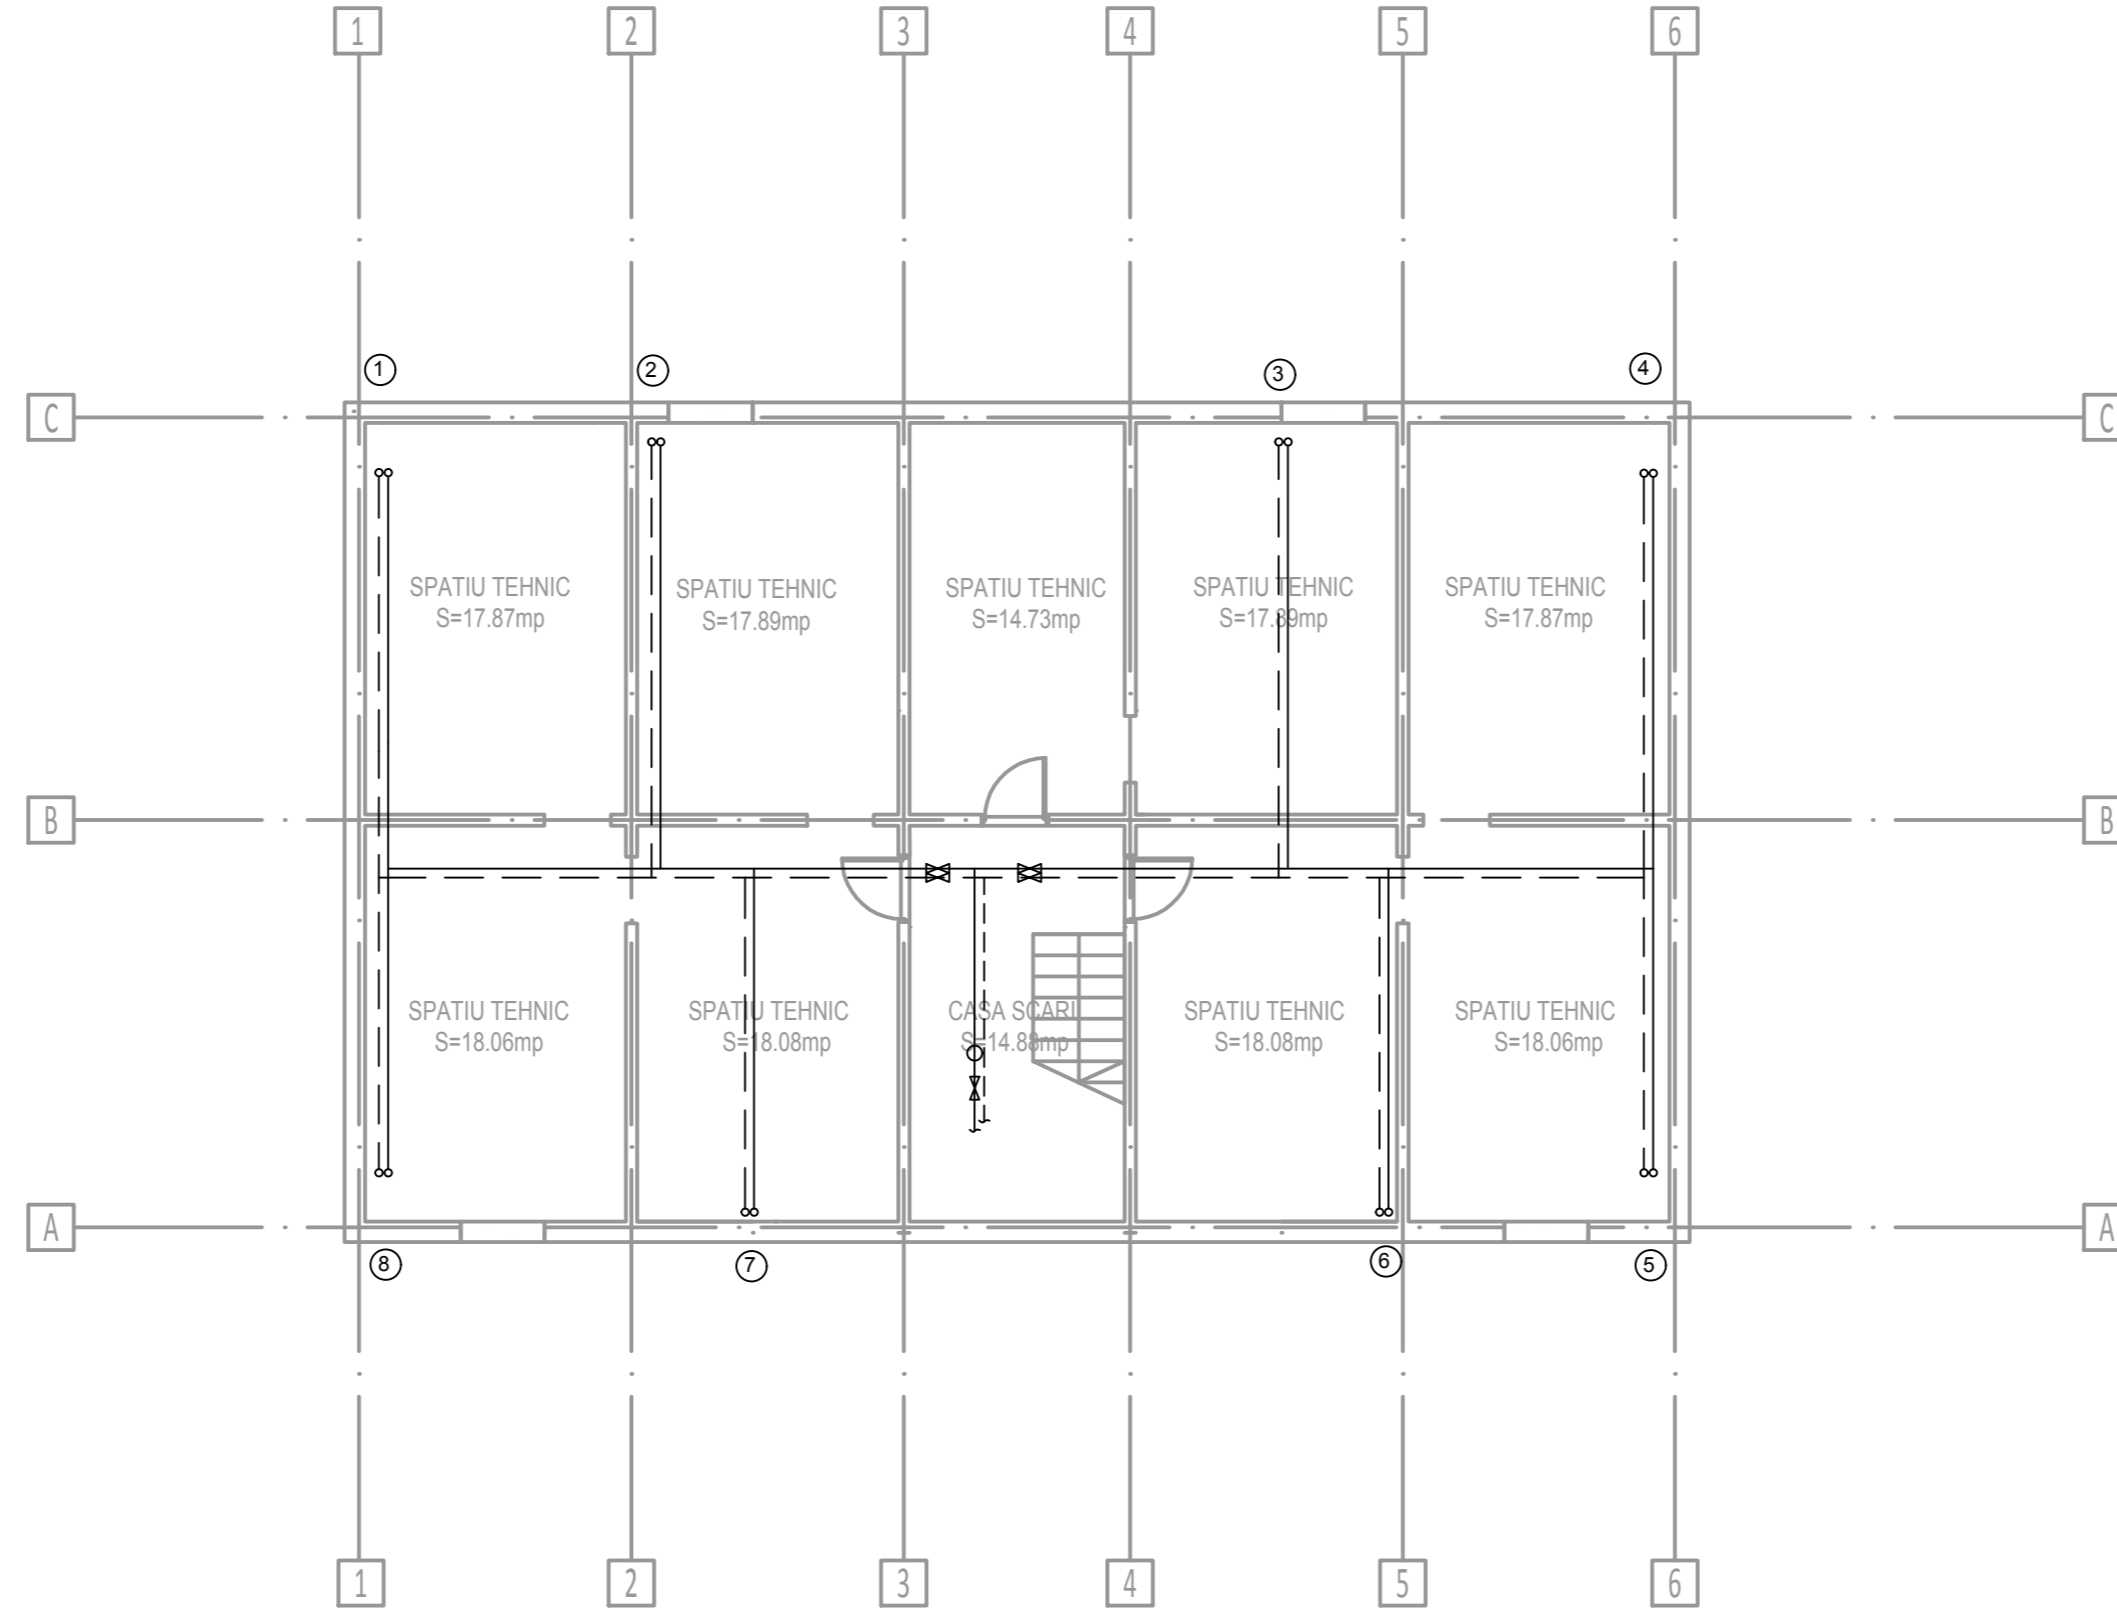 1 2 3 4 5 6
1 2 3 4
C C
SPATIU TEHNIC
S=17.87mp
SPATIU TEHNIC
S=17.89mp
SPATIU TEHNIC
S=14.73mp
SPATIU TEHNIC
S=17.89mp
SPATIU TEHNIC
S=17.87mp
B B
SPATIU TEHNIC
S=18.06mp
SPATIU TEHNIC
S=18.08mp
CASA SCARII
S=14.88mp
SPATIU TEHNIC
S=18.08mp
SPATIU TEHNIC
S=18.06mp
A A
8 7 6 5
1 2 3 4 5 6